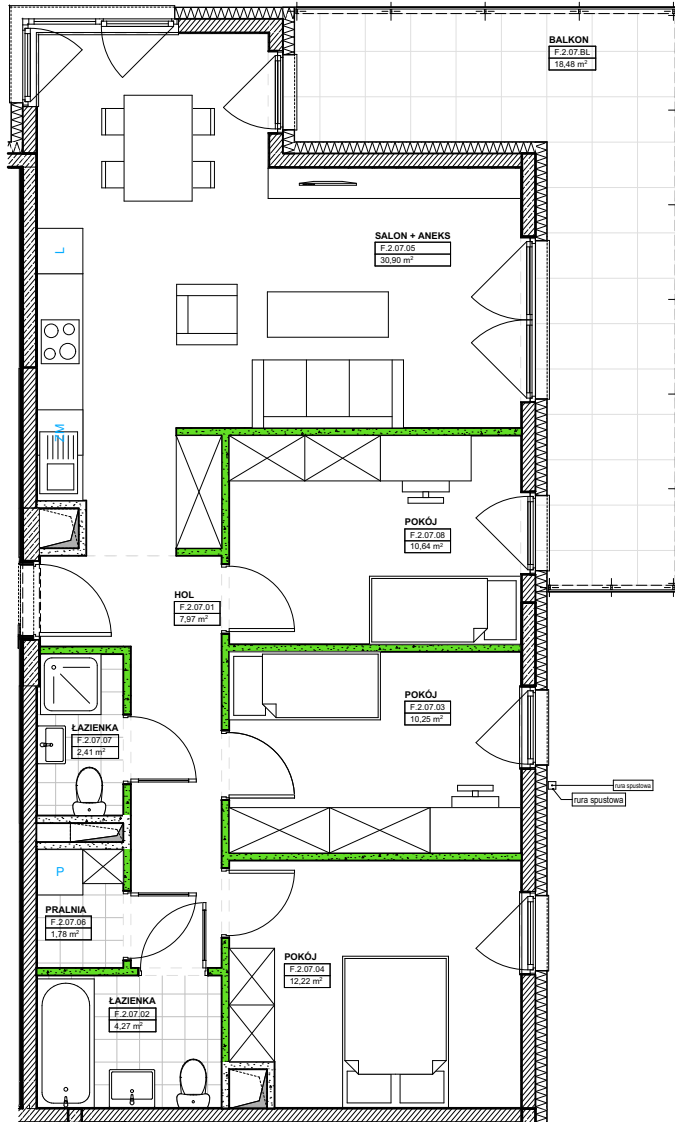 BALKON
F.2.07.BL
18,48 m²
SALON + ANEKS
F.2.07.05
30,90 m²
L
ZM
POKÓJ
F.2.07.08
10,64 m²
HOL
F.2.07.01
7,97 m²
POKÓJ
F.2.07.03
10,25 m²
ŁAZIENKA
F.2.07.07
2,41 m²
rura spustowa
rura spustowa
P
PRALNIA
F.2.07.06
1,78 m²
POKÓJ
F.2.07.04
12,22 m²
ŁAZIENKA
F.2.07.02
4,27 m²